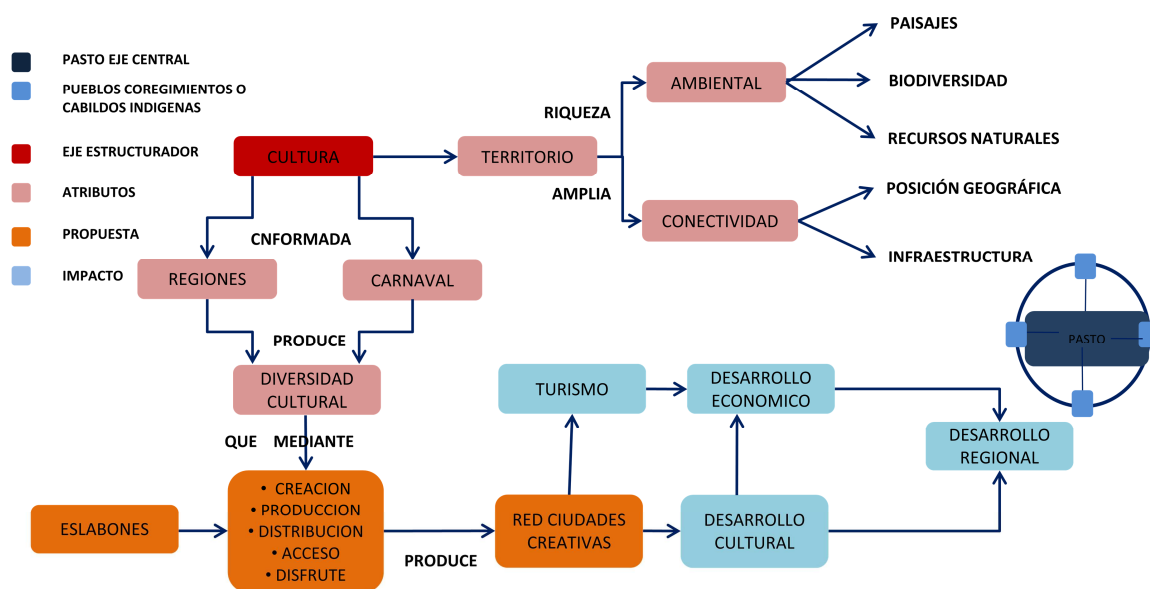 PASTO EJE CENTRAL
PUEBLOS COREGIMIENTOS O
CABILDOS INDIGENAS
EJE ESTRUCTURADOR
ATRIBUTOS
PROPUESTA
IMPACTO
CULTURA
TERRITORIO
RIQUEZA
AMPLIA
AMBIENTAL
CONECTIVIDAD
PAISAJES
BIODIVERSIDAD
RECURSOS NATURALES
POSICIÓN GEOGRÁFICA
INFRAESTRUCTURA
CNFORMADA
REGIONES
CARNAVAL
PRODUCE
DIVERSIDAD
CULTURAL
QUE MEDIANTE
ESLABONES
• CREACION
• PRODUCCION
• DISTRIBUCION
• ACCESO
• DISFRUTE
PRODUCE
RED CIUDADES
CREATIVAS
TURISMO
DESARROLLO
ECONOMICO
DESARROLLO
CULTURAL
DESARROLLO
REGIONAL
PASTO